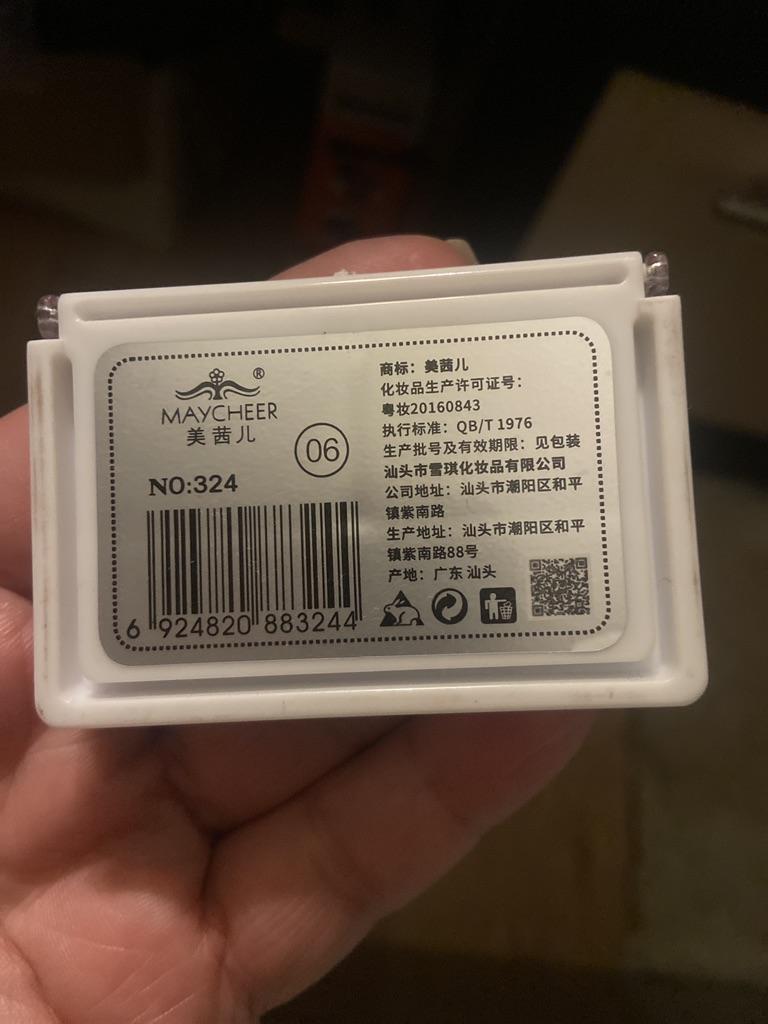 ®
MAYCHEER
美茜儿
06
NO:324
6 924820 883244
商标：美茜儿
化妆品生产许可证号：
粤妆20160843
执行标准：QB/T 1976
生产批号及有效期限：见包装
汕头市雪琪化妆品有限公司
公司地址：汕头市潮阳区和平
镇紫南路
生产地址：汕头市潮阳区和平
镇紫南路88号
产地：广东 汕头